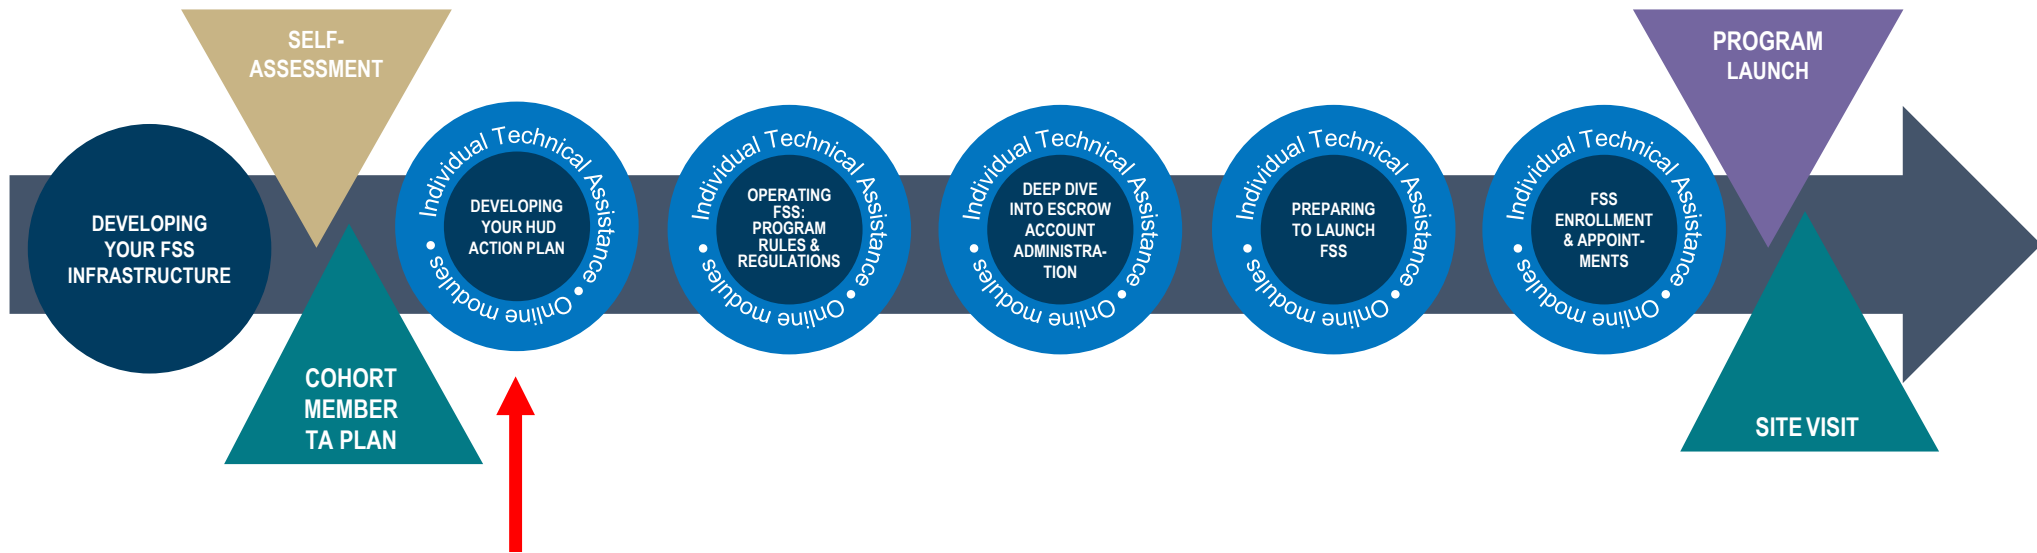 SELF-
ASSESSMENT
PROGRAM
LAUNCH
DEVELOPING
YOUR FSS
INFRASTRUCTURE
Individual Technical Assistance • Online modules •
DEVELOPING
YOUR HUD
ACTION PLAN
Individual Technical Assistance • Online modules •
OPERATING
FSS:
PROGRAM
RULES &
REGULATIONS
Individual Technical Assistance • Online modules •
DEEP DIVE
INTO ESCROW
ACCOUNT
ADMINISTRA-
TION
Individual Technical Assistance • Online modules •
PREPARING
TO LAUNCH
FSS
Individual Technical Assistance • Online modules •
FSS
ENROLLMENT
& APPOINT-
MENTS
COHORT
MEMBER
TA PLAN
SITE VISIT